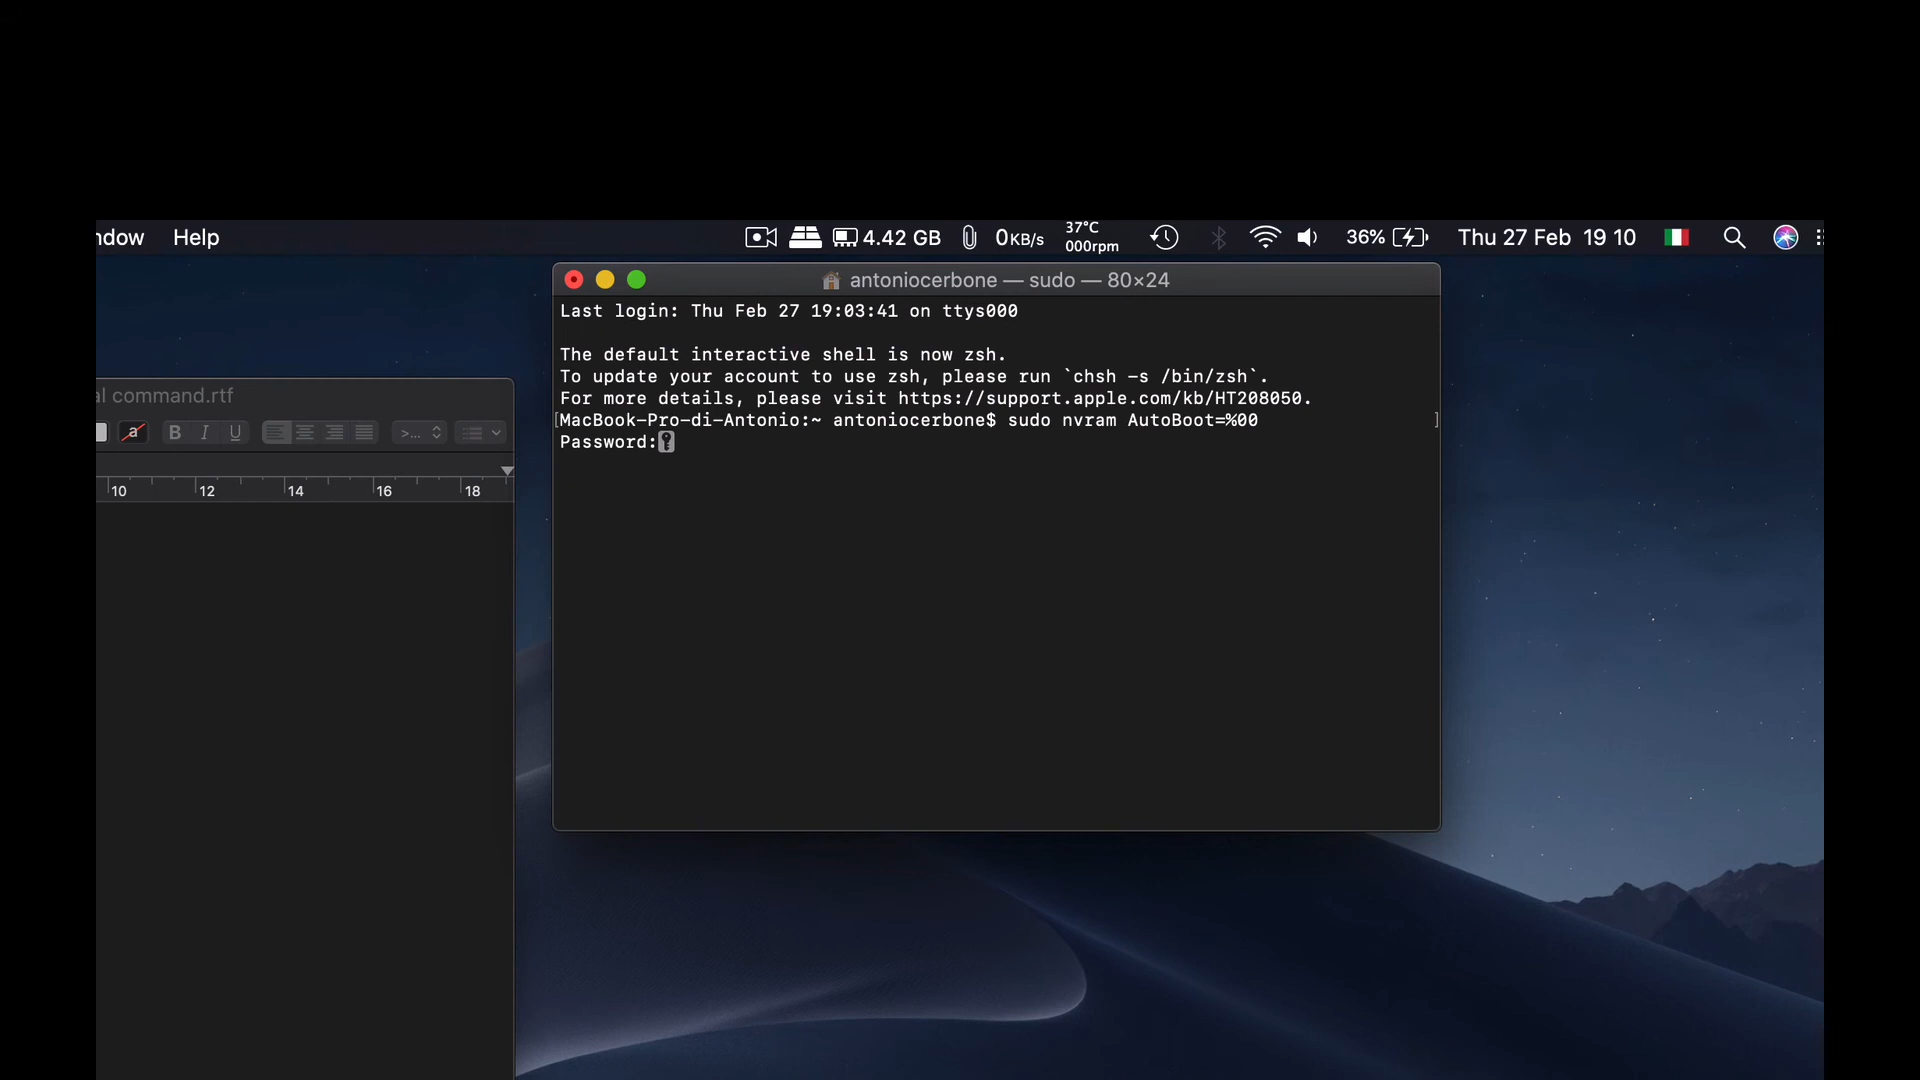 ndow Help 4.42 GB 0KB/s 37°C 000rpm 36% Thu 27 Feb 19 10
antoniocerbone — sudo — 80×24
Last login: Thu Feb 27 19:03:41 on ttys000
The default interactive shell is now zsh.
To update your account to use zsh, please run `chsh -s /bin/zsh`.
For more details, please visit https://support.apple.com/kb/HT208050.
[MacBook-Pro-di-Antonio:~ antoniocerbone$ sudo nvram AutoBoot=%00 ]
Password:
al command.rtf
a B I U >...
10 12 14 16 18